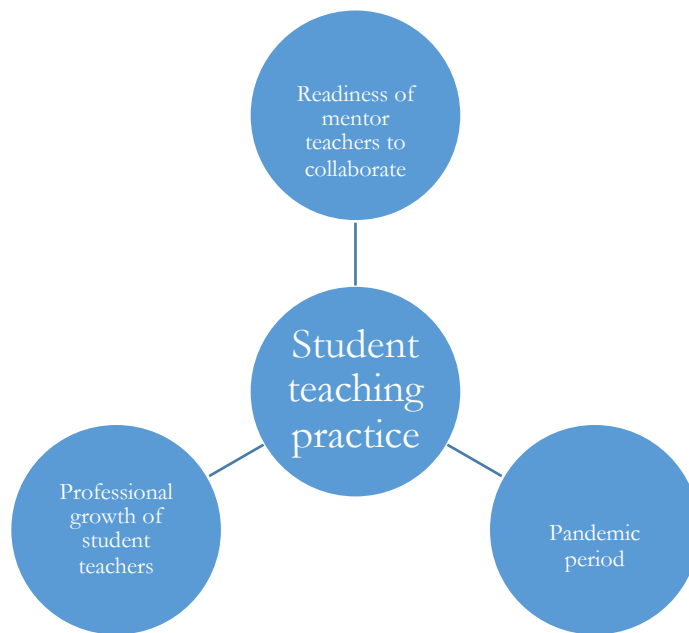 Readiness of
mentor
teachers to
collaborate
Student
teaching
practice
Professional
growth of
student
teachers
Pandemic
period